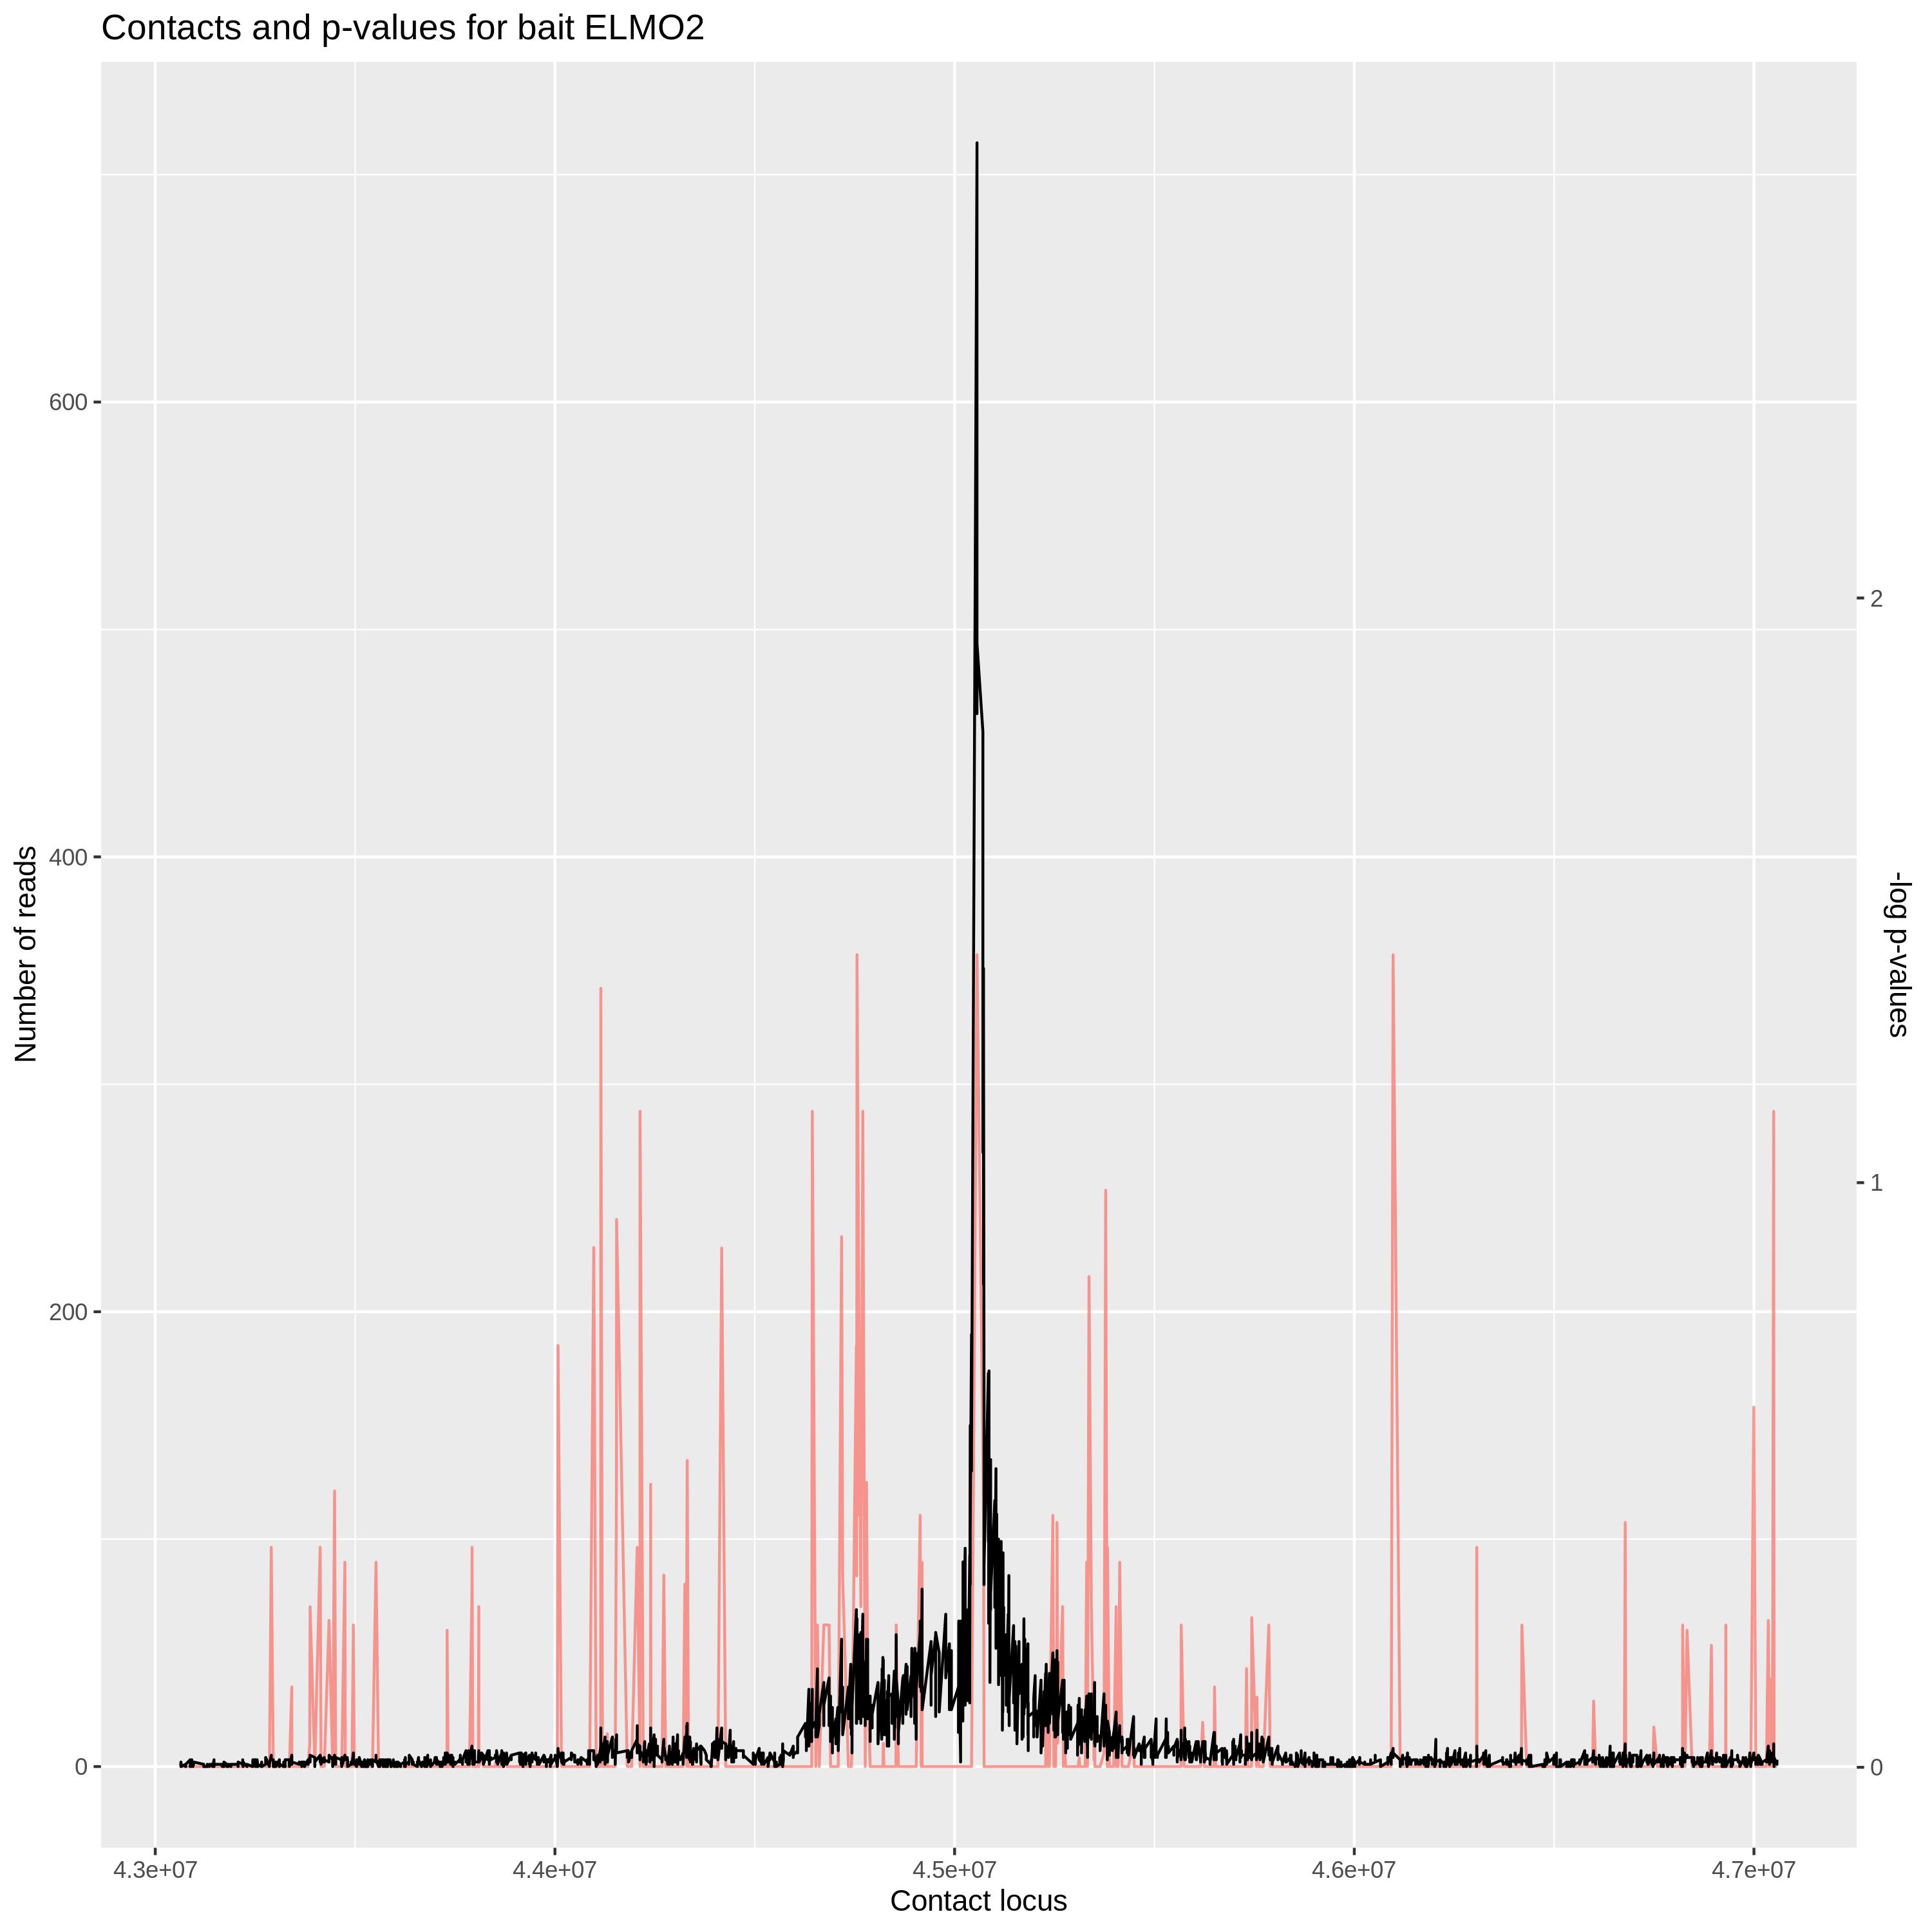 Contacts and p-values for bait ELMO2
Number of reads
600
400
200
0
2
1
0
-log p-values
4.3e+07
4.4e+07
4.5e+07
4.6e+07
4.7e+07
Contact locus